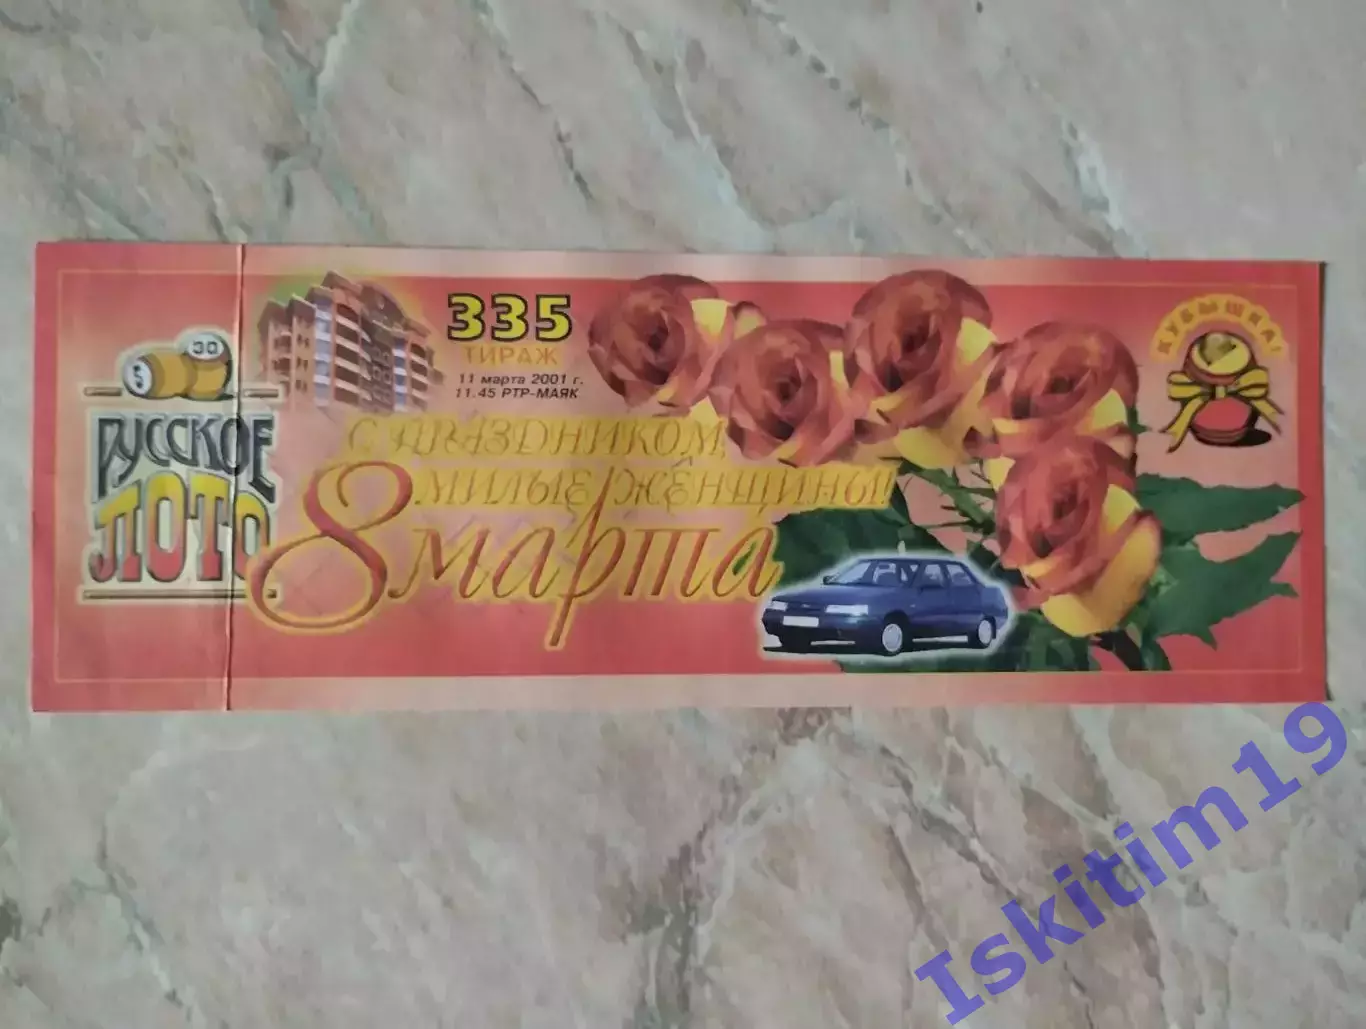 335
ТИРАЖ
11 марта 2001 г.
11.45 РТР-МАЯК
5
30
РУССКОЕ
ЛОТО
С ПРАЗДНИКОМ,
МИЛЫЕ ЖЕНЩИНЫ!
8 марта
КУБЫШКА!
Iskitim19